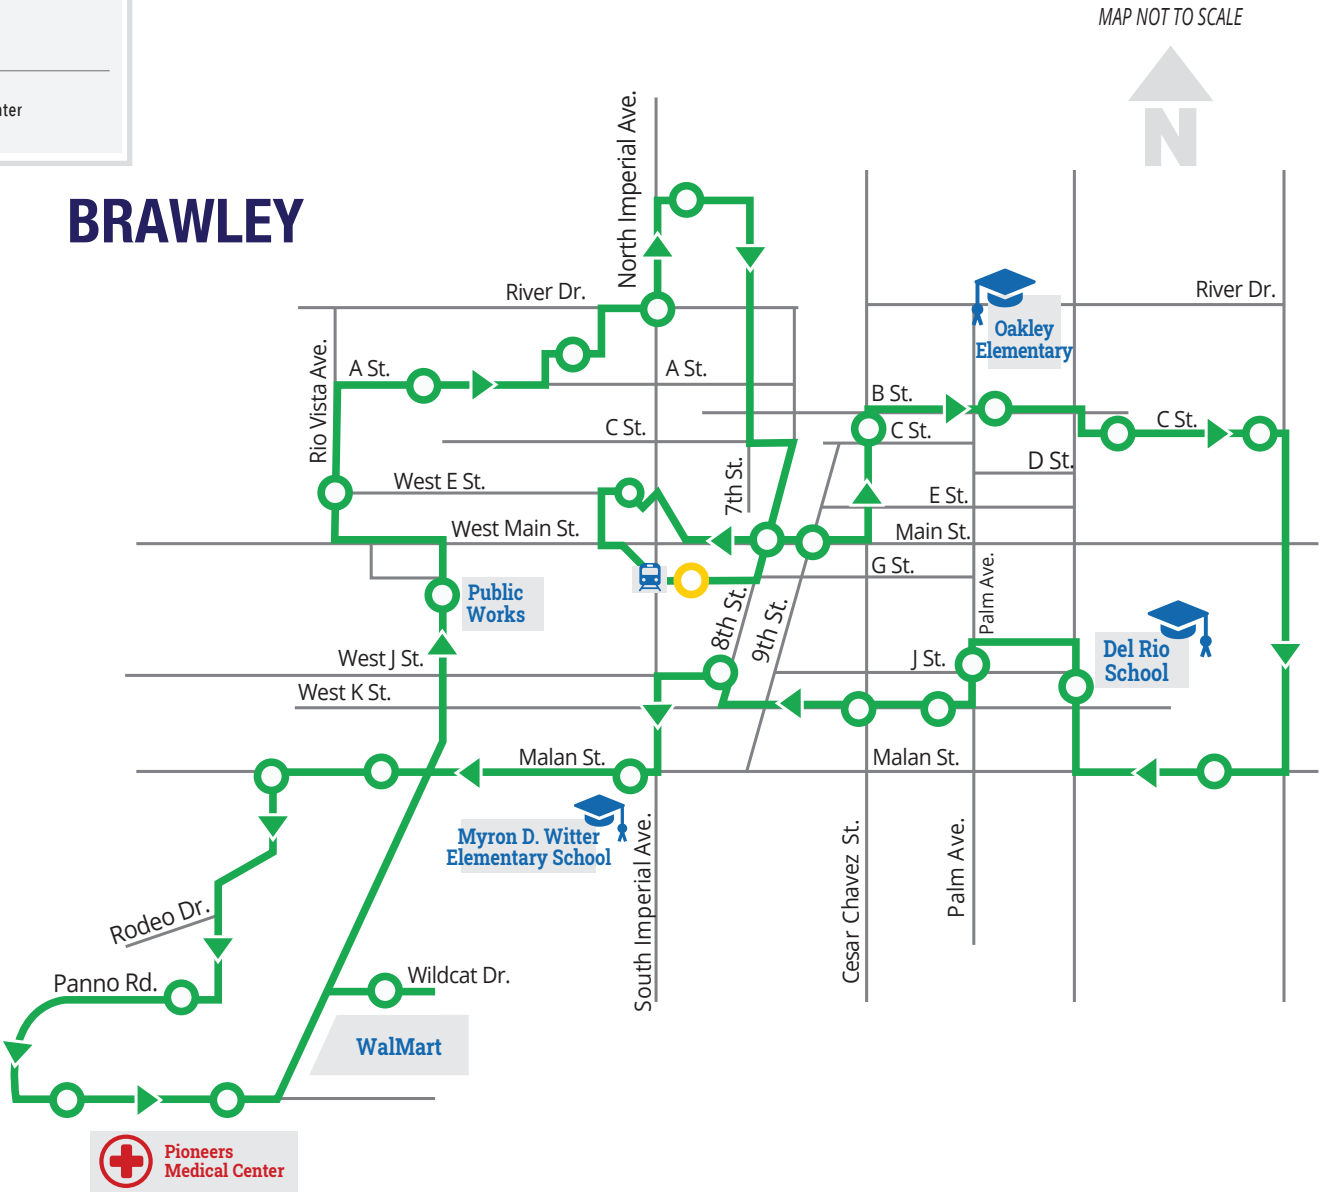 MAP NOT TO SCALE
N
BRAWLEY
North Imperial Ave.
River Dr.
River Dr.
Oakley
Elementary
Rio Vista Ave.
A St.
A St.
B St.
C St.
C St.
C St.
D St.
West E St.
7th St.
E St.
West Main St.
Main St.
G St.
Palm Ave.
Public
Works
8th St.
9th St.
West J St.
J St.
Del Rio
School
West K St.
Malan St.
Malan St.
Myron D. Witter
Elementary School
South Imperial Ave.
Cesar Chavez St.
Palm Ave.
Rodeo Dr.
Panno Rd.
Wildcat Dr.
WalMart
Pioneers
Medical Center